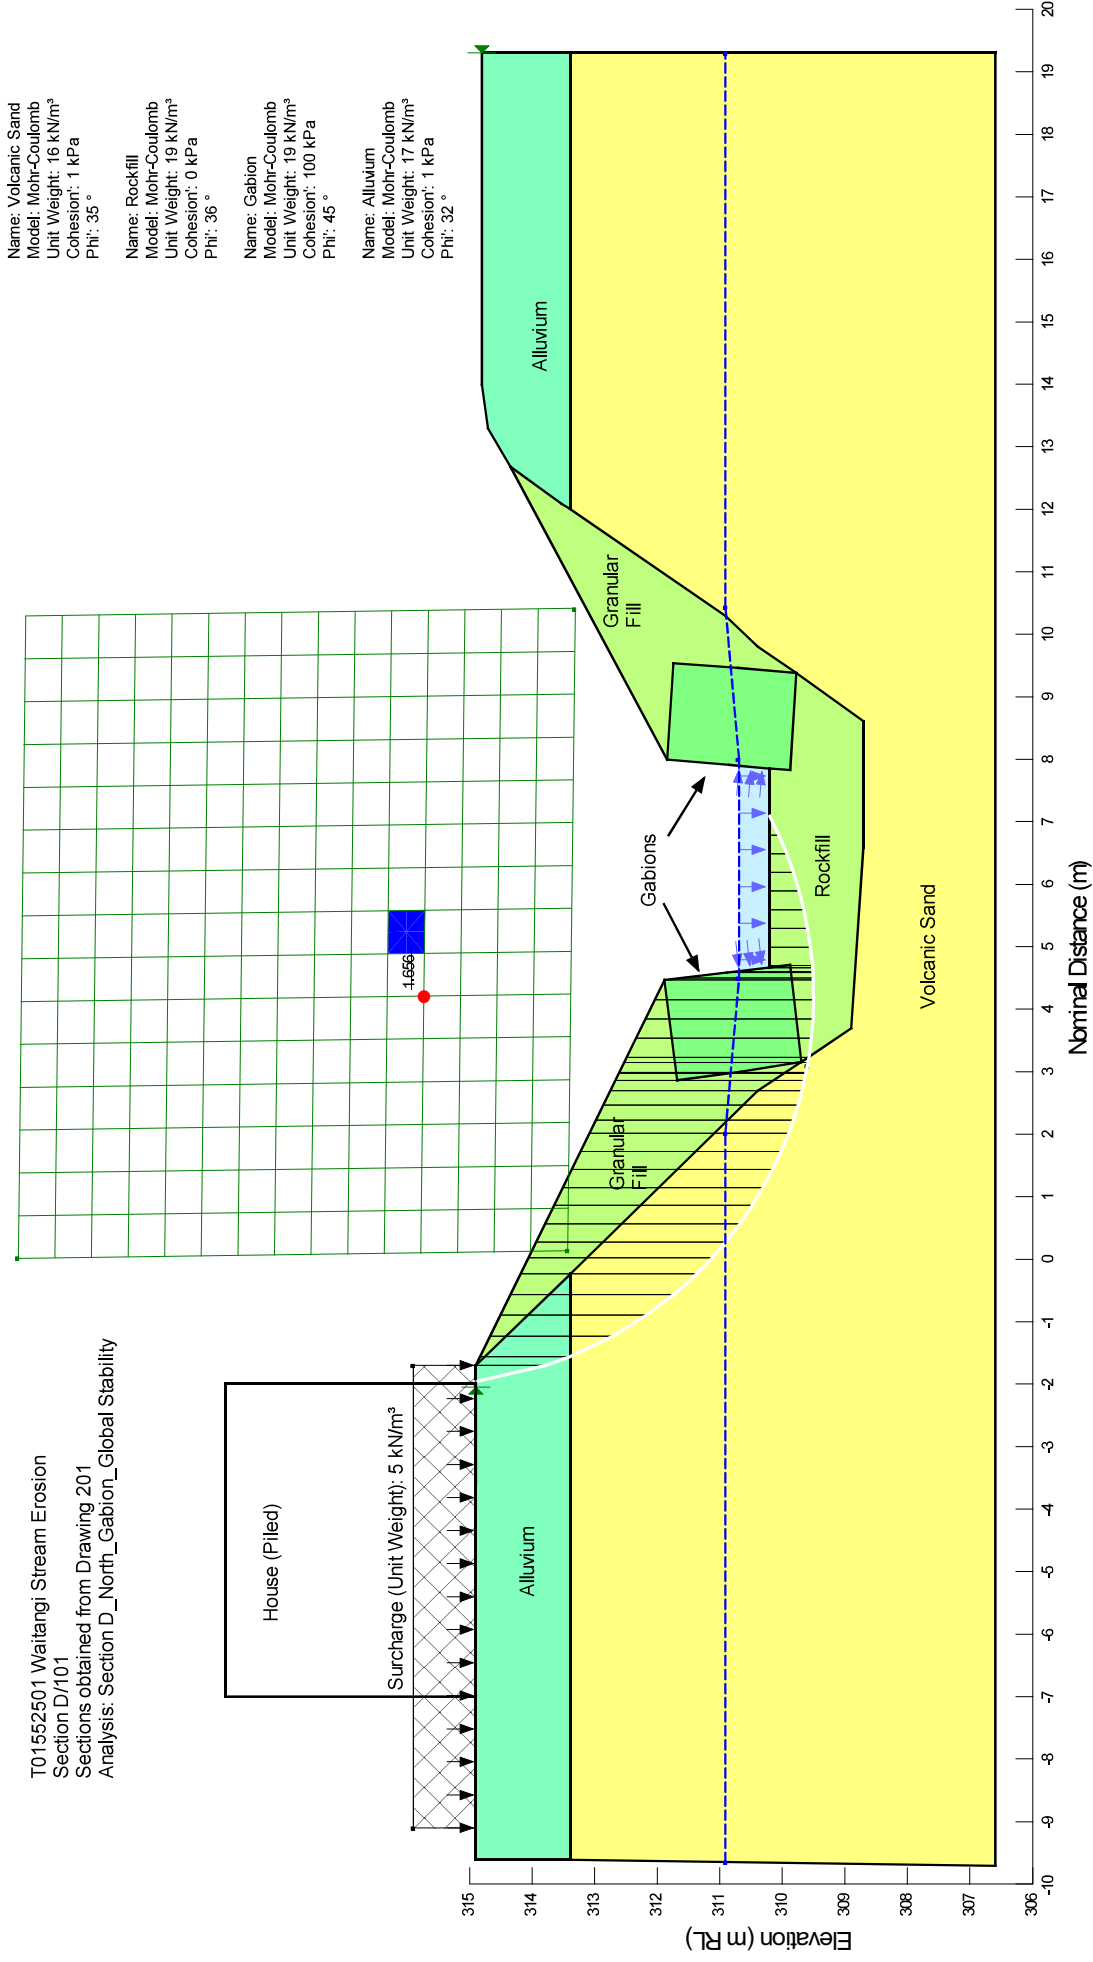 T01552501 Waitangi Stream Erosion
Section D/101
Sections obtained from Drawing 201
Analysis: Section D_North_Gabion_Global Stability
Name: Volcanic Sand
Model: Mohr-Coulomb
Unit Weight: 16 kN/m³
Cohesion': 1 kPa
Phi': 35 °
Name: Rockfill
Model: Mohr-Coulomb
Unit Weight: 19 kN/m³
Cohesion': 0 kPa
Phi': 36 °
Name: Gabion
Model: Mohr-Coulomb
Unit Weight: 19 kN/m³
Cohesion': 100 kPa
Phi': 45 °
Name: Alluvium
Model: Mohr-Coulomb
Unit Weight: 17 kN/m³
Cohesion': 1 kPa
Phi': 32 °
House (Piled)
Surcharge (Unit Weight): 5 kN/m³
1.656
Alluvium
Granular
Fill
Gabions
Granular
Fill
Alluvium
Rockfill
Volcanic Sand
Elevation (m RL)
315
314
313
312
311
310
309
308
307
306
-10
-9
-8
-7
-6
-5
-4
-3
-2
-1
0
1
2
3
4
5
6
7
8
9
10
11
12
13
14
15
16
17
18
19
20
Nominal Distance (m)